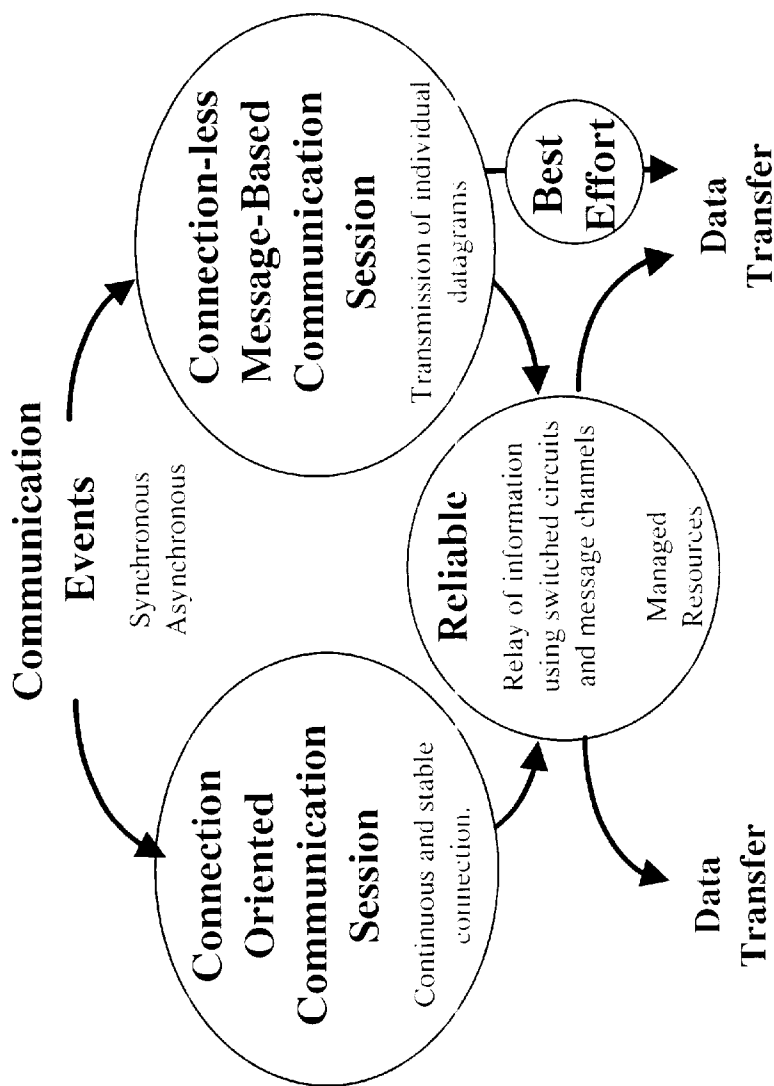 Communication
Events
Synchronous
Asynchronous
Connection
Oriented
Communication
Session
Continuous and stable
connection.
Connection-less
Message-Based
Communication
Session
Transmission of individual
datagrams
Reliable
Relay of information
using switched circuits
and message channels
Managed
Resources
Best
Effort
Data
Transfer
Data
Transfer